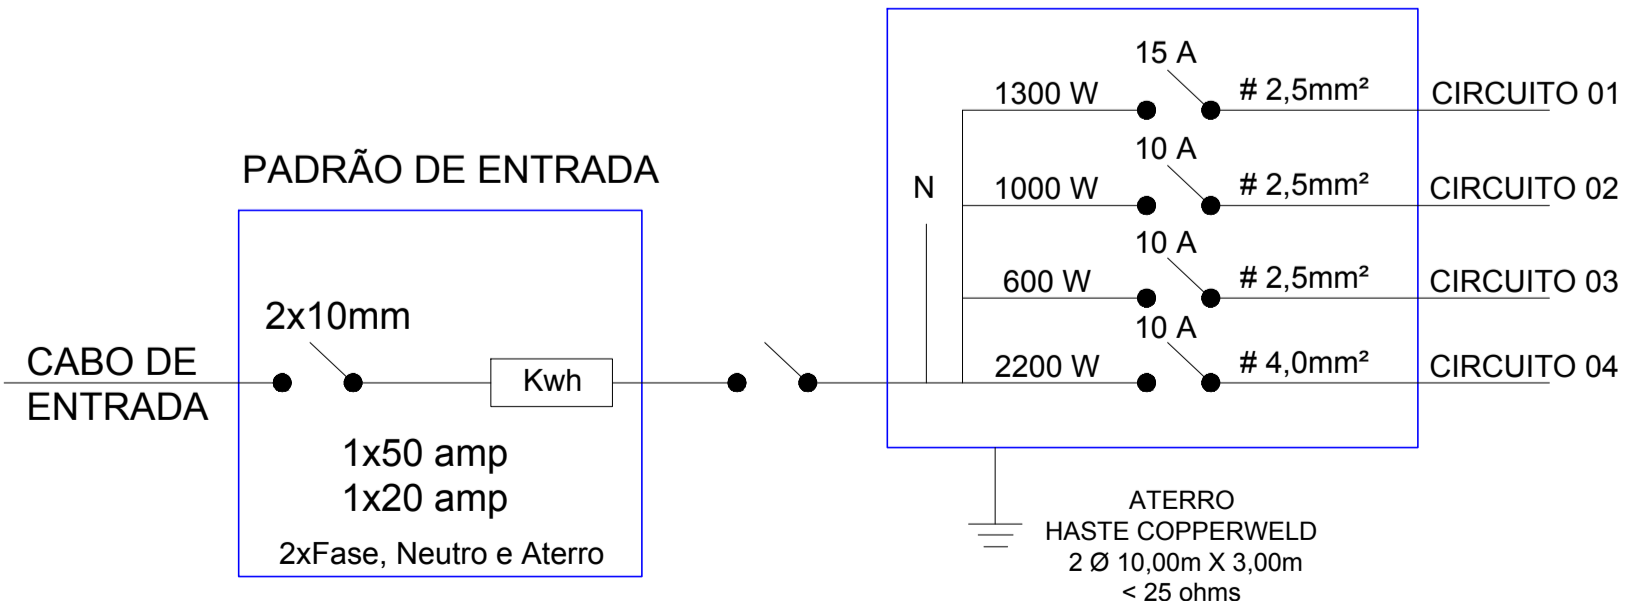 PADRÃO DE ENTRADA
CABO DE
ENTRADA
2x10mm
Kwh
1x50 amp
1x20 amp
2xFase, Neutro e Aterro
N
15 A
1300 W
# 2,5mm²
CIRCUITO 01
10 A
1000 W
# 2,5mm²
CIRCUITO 02
10 A
600 W
# 2,5mm²
CIRCUITO 03
10 A
2200 W
# 4,0mm²
CIRCUITO 04
ATERRO
HASTE COPPERWELD
2 Ø 10,00m X 3,00m
< 25 ohms